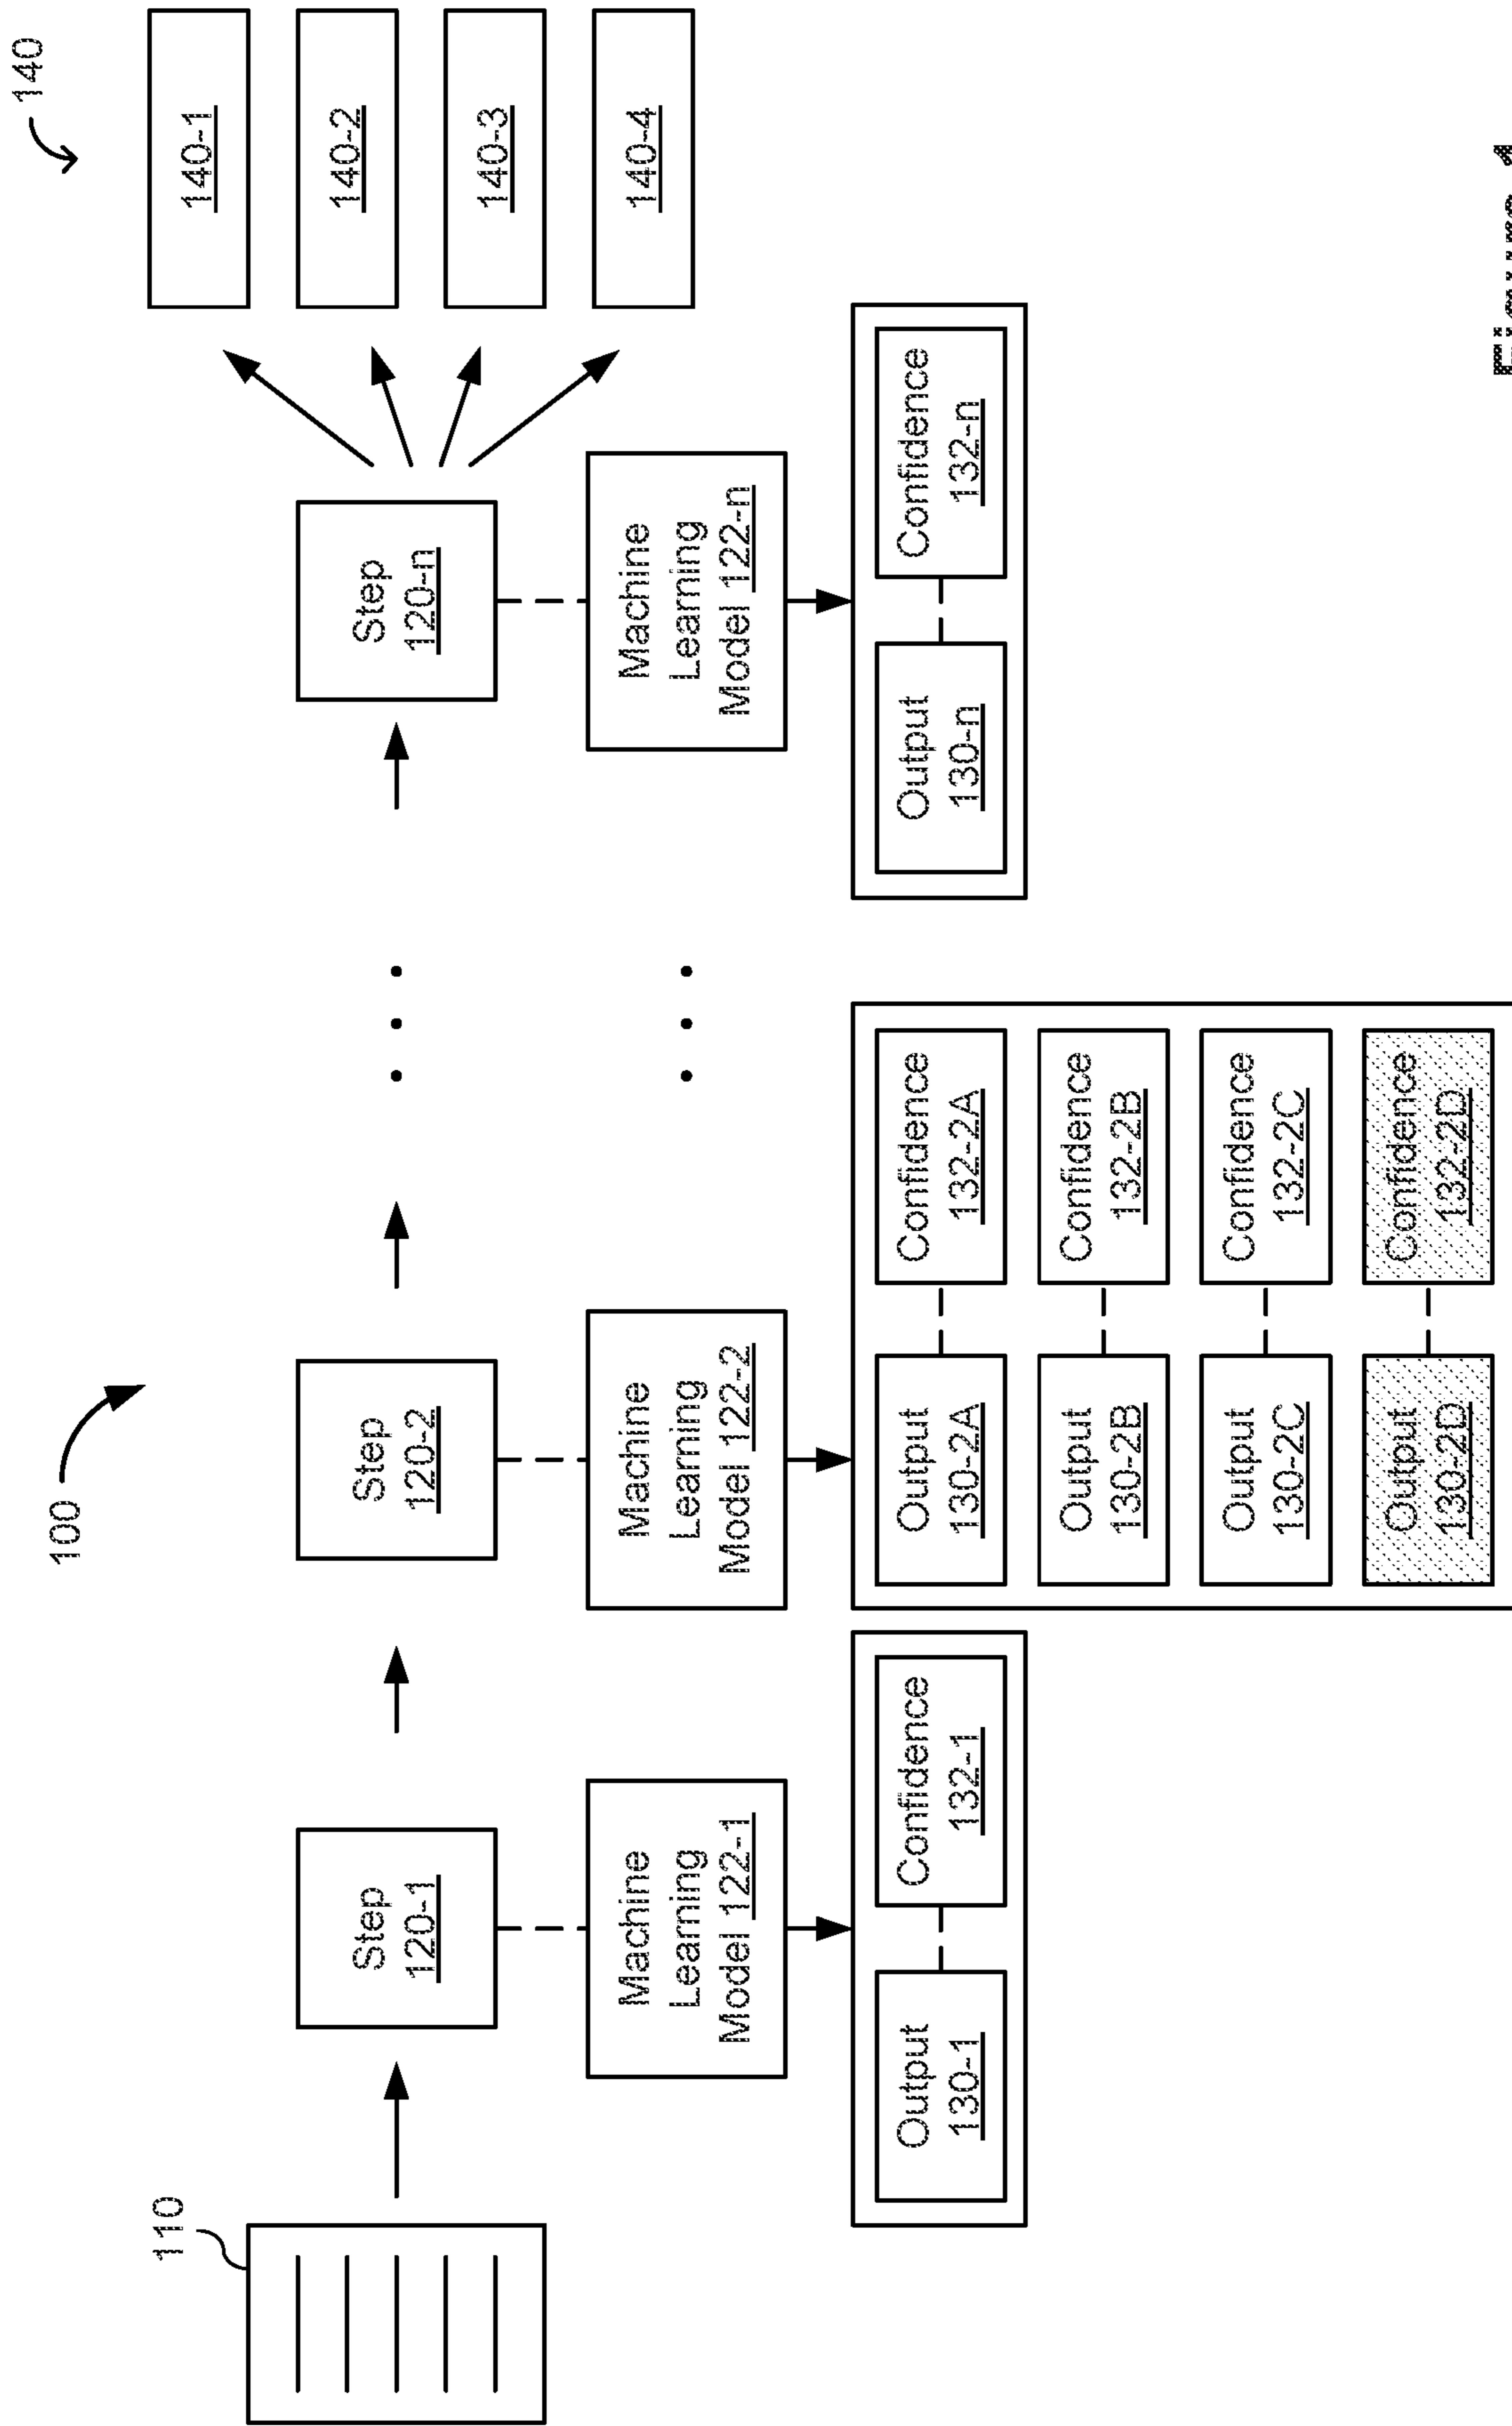 100
140
110
Step
120-1
Step
120-2
Step
120-n
140-1
140-2
140-3
140-4
Machine
Learning
Model 122-1
Machine
Learning
Model 122-2
Machine
Learning
Model 122-n
Output
130-1
Confidence
132-1
Output
130-2A
Confidence
132-2A
Output
130-2B
Confidence
132-2B
Output
130-2C
Confidence
132-2C
Output
130-2D
Confidence
132-2D
Output
130-n
Confidence
132-n